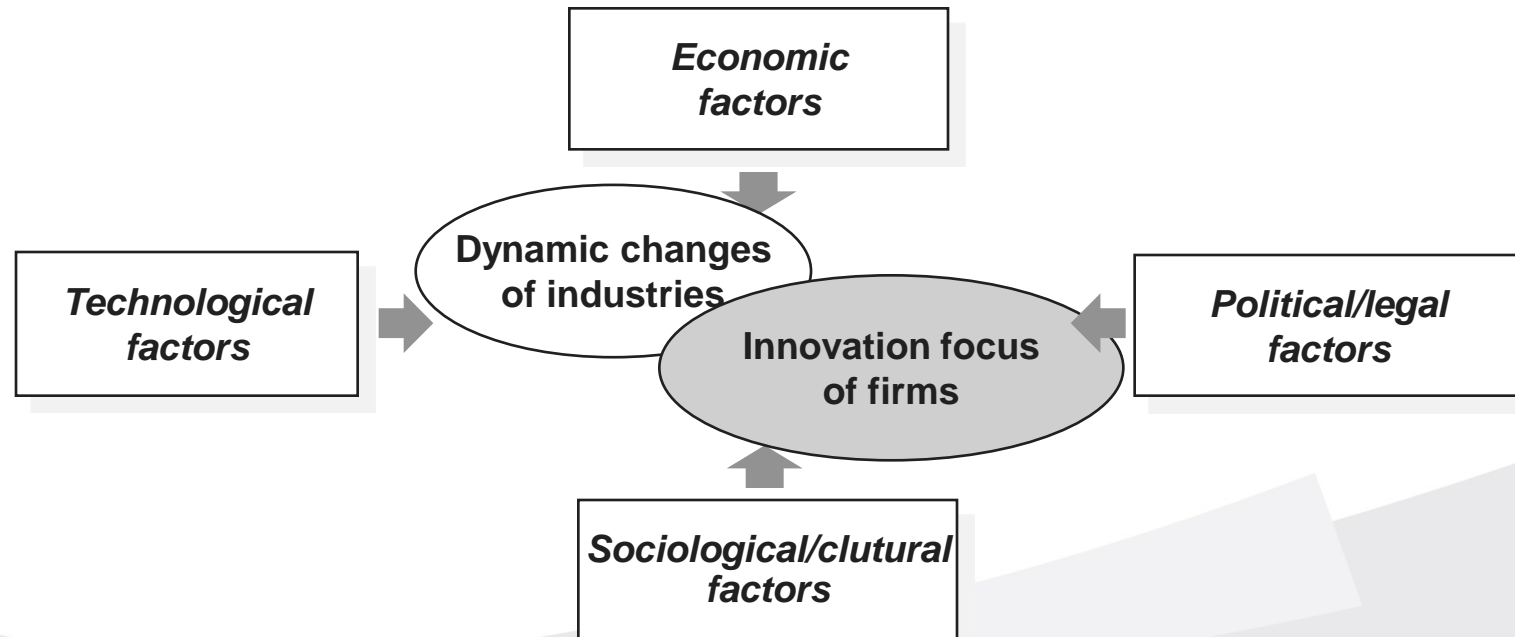 Economic
factors
Dynamic changes
of industries
Technological
factors
Innovation focus
of firms
Political/legal
factors
Sociological/clutural
factors